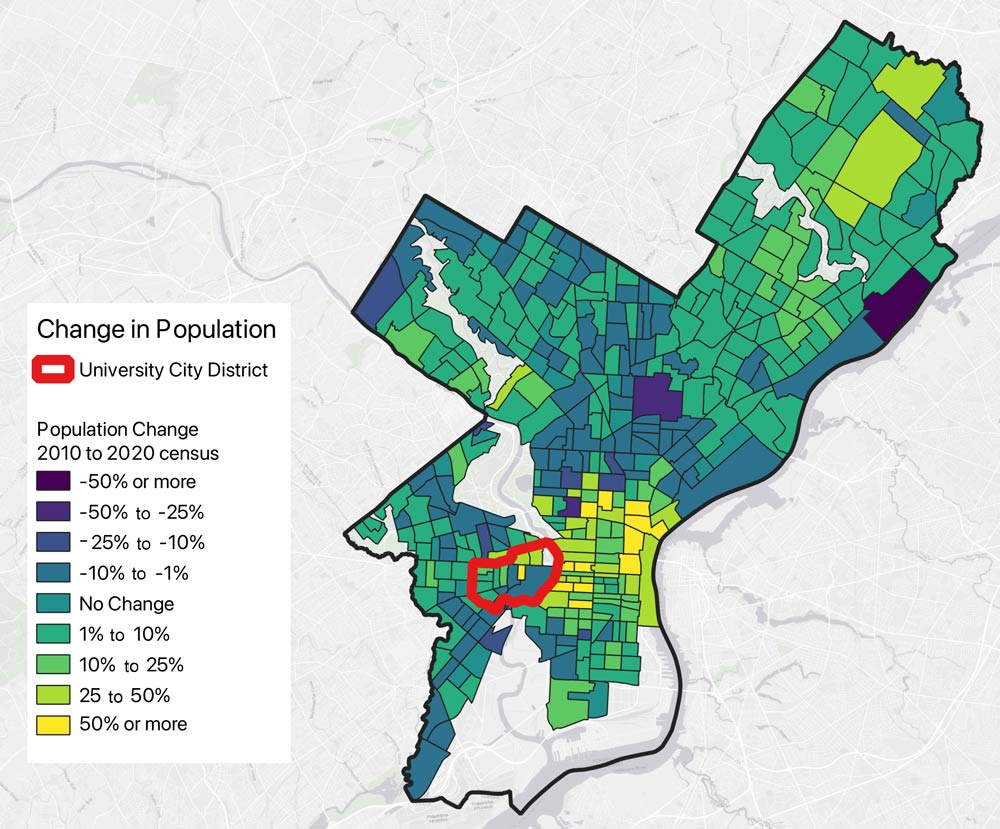 Change in Population
University City District
Population Change
2010 to 2020 census
-50% or more
-50% to -25%
-25% to -10%
-10% to -1%
No Change
1% to 10%
10% to 25%
25 to 50%
50% or more